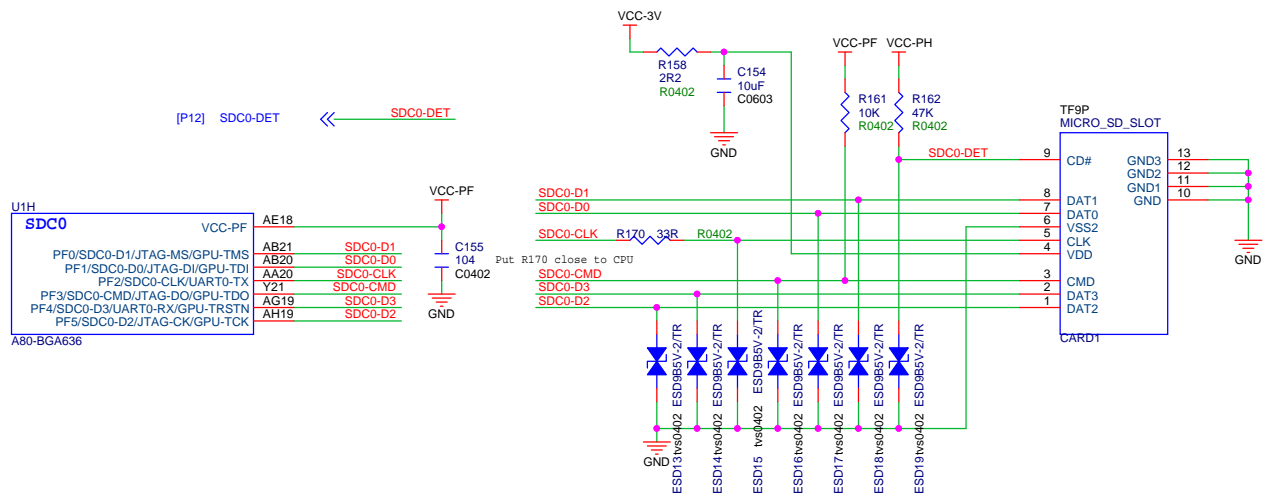 VCC-3V
R158
2R2
R0402
C154
10uF
C0603
GND
VCC-PF
VCC-PH
R161
10K
R0402
R162
47K
R0402
[P12] SDC0-DET
SDC0-DET
TF9P
MICRO_SD_SLOT
SDC0-DET
9 CD#
GND3 13
GND2 12
GND1 11
GND 10
GND
SDC0-D1
8 DAT1
SDC0-D0
7 DAT0
6 VSS2
SDC0-CLK
R170 33R R0402
5 CLK
4 VDD
Put R170 close to CPU
SDC0-CMD
3 CMD
SDC0-D3
2 DAT3
SDC0-D2
1 DAT2
CARD1
U1H
SDC0
VCC-PF
VCC-PF AE18
PF0/SDC0-D1/JTAG-MS/GPU-TMS AB21 SDC0-D1
PF1/SDC0-D0/JTAG-DI/GPU-TDI AB20 SDC0-D0
PF2/SDC0-CLK/UART0-TX AA20 SDC0-CLK
PF3/SDC0-CMD/JTAG-DO/GPU-TDO Y21 SDC0-CMD
PF4/SDC0-D3/UART0-RX/GPU-TRSTN AG19 SDC0-D3
PF5/SDC0-D2/JTAG-CK/GPU-TCK AH19 SDC0-D2
A80-BGA636
C155
104
C0402
GND
GND
ESD13 tvs0402 ESD9B5V-2/TR
ESD14 tvs0402 ESD9B5V-2/TR
ESD15 tvs0402 ESD9B5V-2/TR
ESD16 tvs0402 ESD9B5V-2/TR
ESD17 tvs0402 ESD9B5V-2/TR
ESD18 tvs0402 ESD9B5V-2/TR
ESD19 tvs0402 ESD9B5V-2/TR